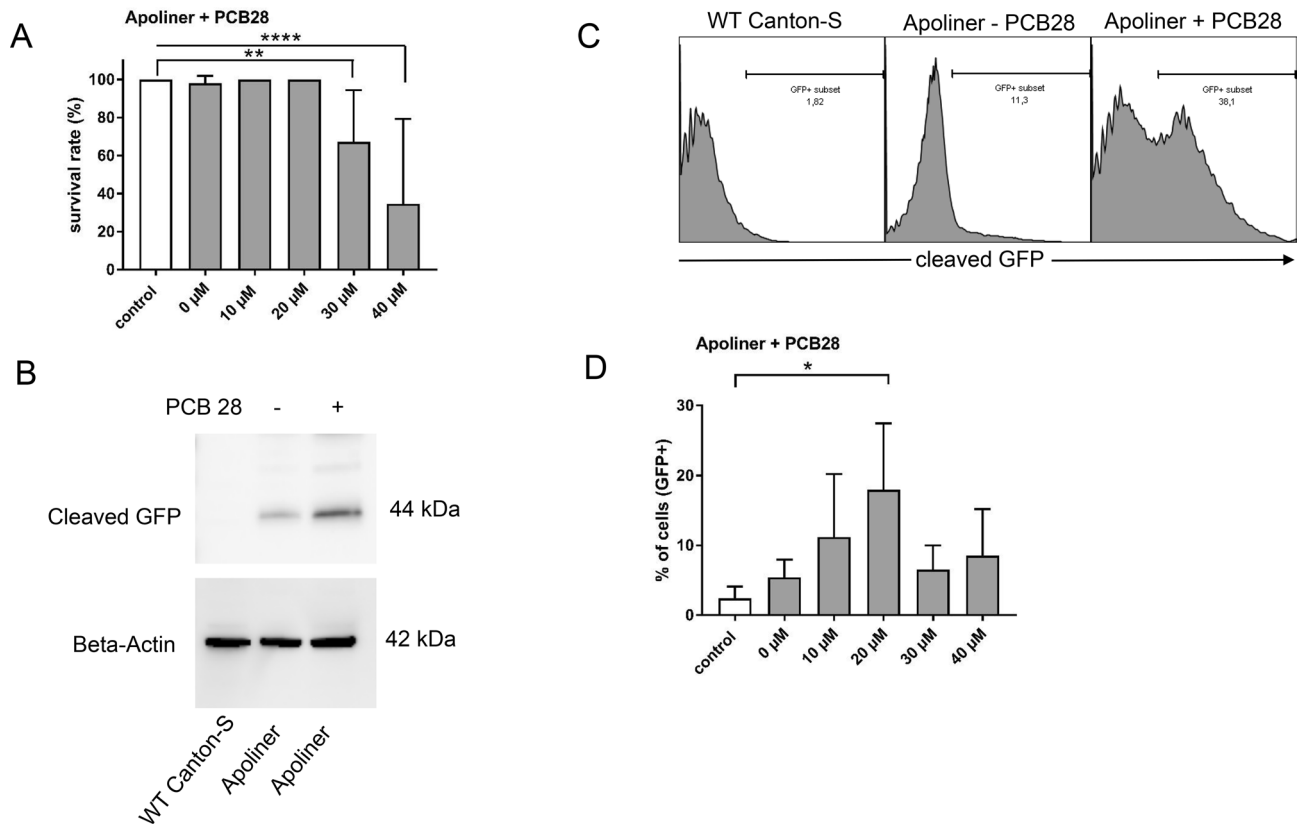 A
Apoliner + PCB28
****
**
survival rate (%)
100
80
60
40
20
0
control
0 µM
10 µM
20 µM
30 µM
40 µM
B
PCB 28 - +
Cleaved GFP
44 kDa
Beta-Actin
42 kDa
WT Canton-S
Apoliner
Apoliner
C
WT Canton-S
Apoliner - PCB28
Apoliner + PCB28
GFP+ subset
1,82
GFP+ subset
11,3
GFP+ subset
38,1
cleaved GFP
D
Apoliner + PCB28
*
% of cells (GFP+)
30
20
10
0
control
0 µM
10 µM
20 µM
30 µM
40 µM